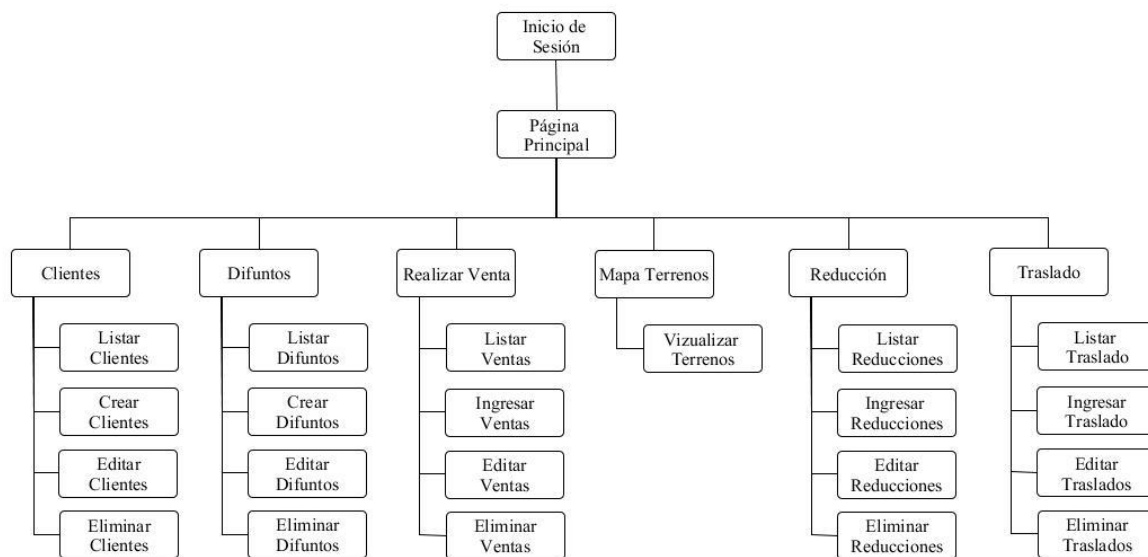 Inicio de
Sesión
Página
Principal
Clientes
Difuntos
Realizar Venta
Mapa Terrenos
Reducción
Traslado
Listar
Clientes
Crear
Clientes
Editar
Clientes
Eliminar
Clientes
Listar
Difuntos
Crear
Difuntos
Editar
Difuntos
Eliminar
Difuntos
Listar
Ventas
Ingresar
Ventas
Editar
Ventas
Eliminar
Ventas
Vizualizar
Terrenos
Listar
Reducciones
Ingresar
Reducciones
Editar
Reducciones
Eliminar
Reducciones
Listar
Traslado
Ingresar
Traslado
Editar
Traslados
Eliminar
Traslados